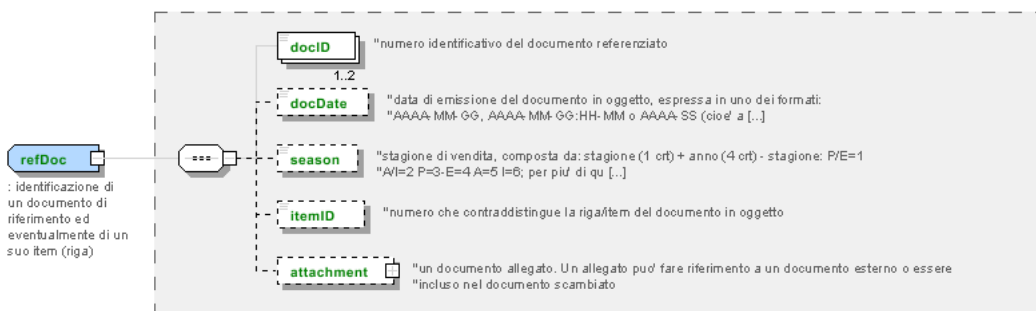 docID
"numero identificativo del documento referenziato
1..2
docDate
"data di emissione del documento in oggetto, espressa in uno dei formati:
"AAAA-MM-GG, AAAA-MM-GG:HH-MM o AAAA-SS (cioe' a [...]
refDoc
: identificazione di
un documento di
riferimento ed
eventualmente di un
suo item (riga)
season
"stagione di vendita, composta da: stagione (1 crt) + anno (4 crt) - stagione: P/E=1
"A/I=2 P=3-E=4 A=5 I=6; per piu' di qu [...]
itemID
"numero che contraddistingue la riga/item del documento in oggetto
attachment
"un documento allegato. Un allegato puo' fare riferimento a un documento esterno o essere
"incluso nel documento scambiato